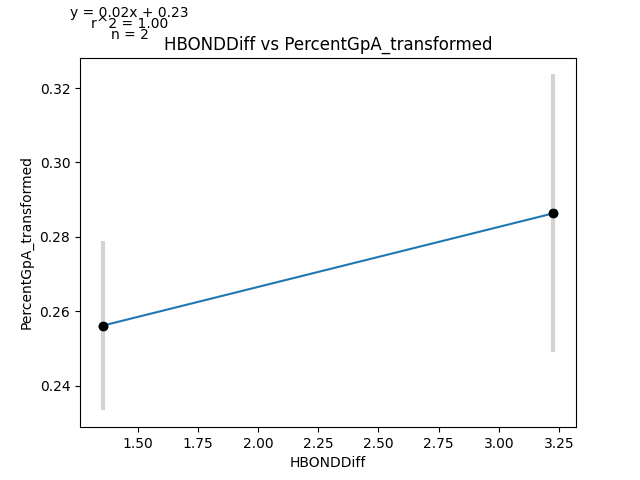 y = 0.02x + 0.23
r^2 = 1.00
n = 2
HBONDDiff vs PercentGpA_transformed
PercentGpA_transformed
0.32
0.30
0.28
0.26
0.24
1.50 1.75 2.00 2.25 2.50 2.75 3.00 3.25
HBONDDiff